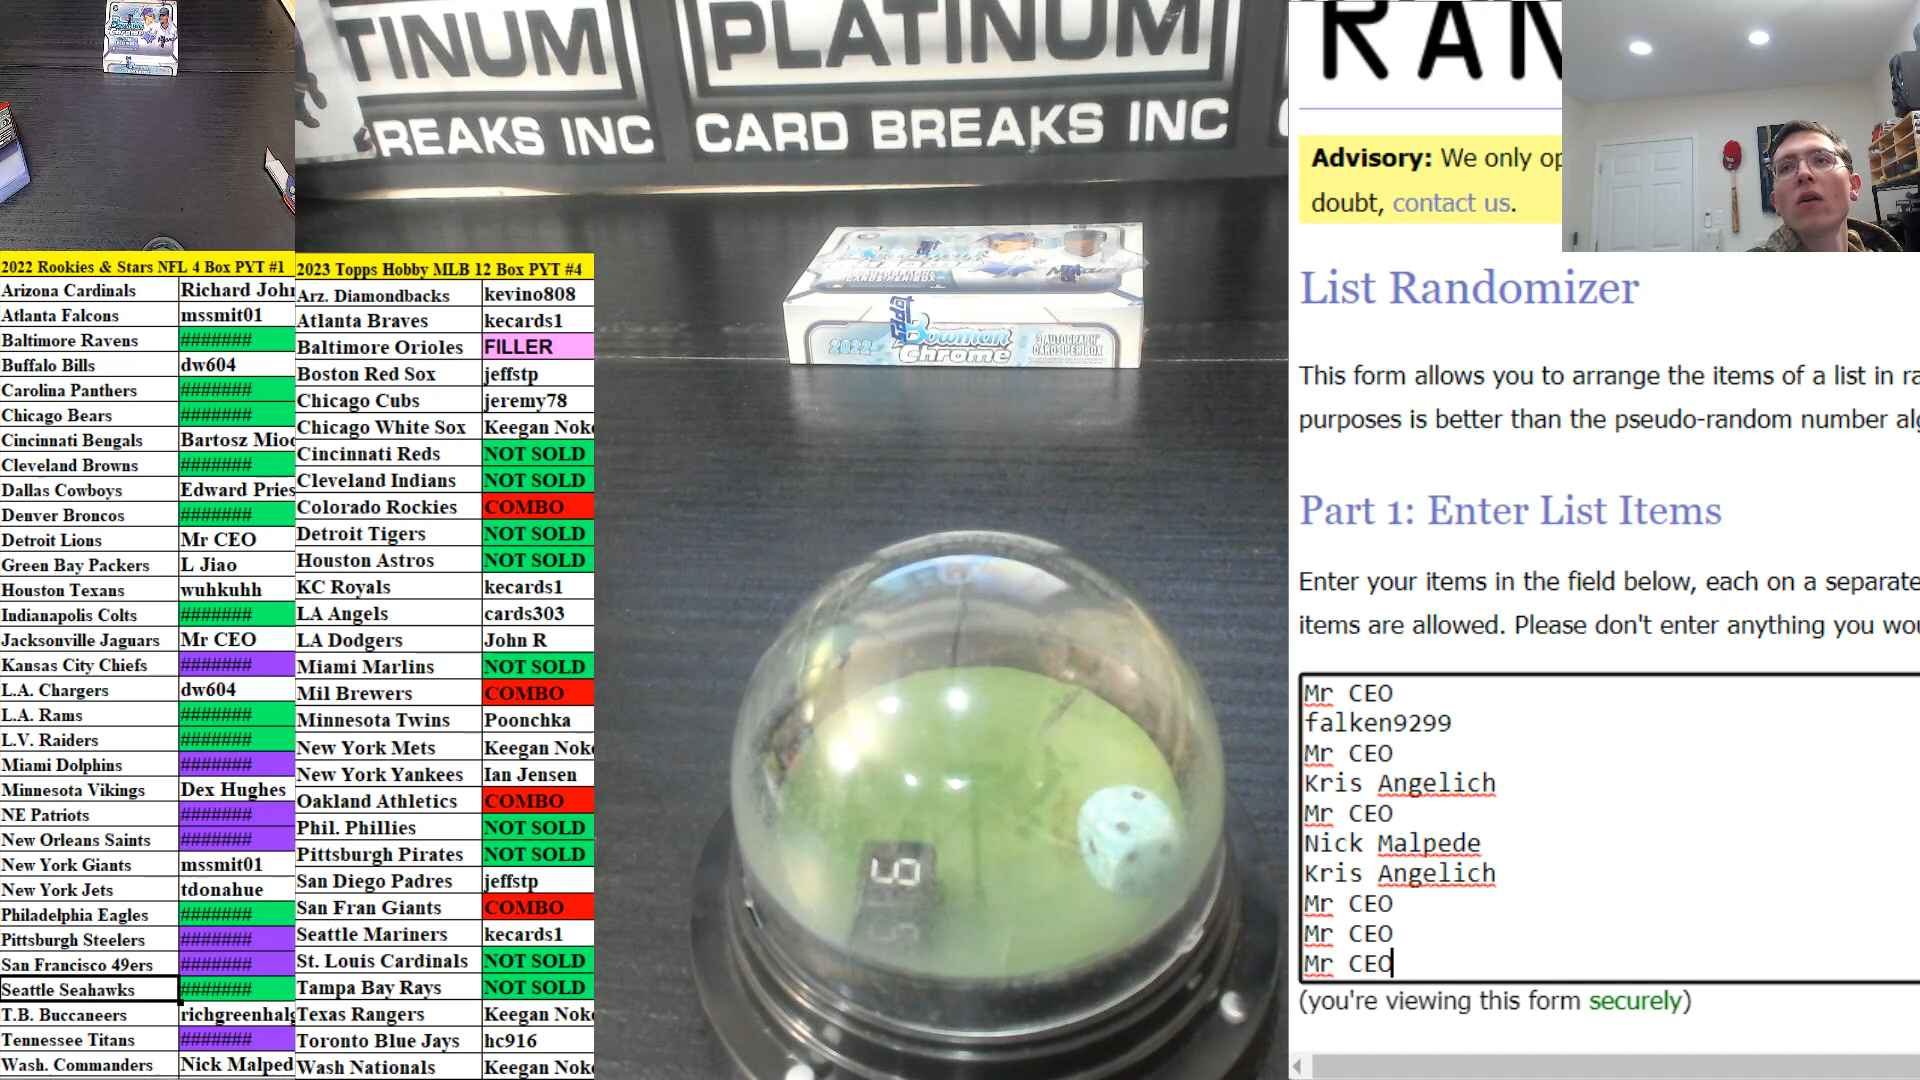 TINUM
PLATINUM
REAKS INC
CARD BREAKS INC
Bowman
Chrome
topps
2022
Bowman
Chrome
3 AUTOGRAPH
CARDS PER BOX
2022 Rookies & Stars NFL 4 Box PYT #1
Arizona Cardinals Richard John
Atlanta Falcons mssmit01
Baltimore Ravens #######
Buffalo Bills dw604
Carolina Panthers #######
Chicago Bears #######
Cincinnati Bengals Bartosz Mioc
Cleveland Browns #######
Dallas Cowboys Edward Pries
Denver Broncos #######
Detroit Lions Mr CEO
Green Bay Packers L Jiao
Houston Texans wuhkuhh
Indianapolis Colts #######
Jacksonville Jaguars Mr CEO
Kansas City Chiefs #######
L.A. Chargers dw604
L.A. Rams #######
L.V. Raiders #######
Miami Dolphins #######
Minnesota Vikings Dex Hughes
NE Patriots #######
New Orleans Saints #######
New York Giants mssmit01
New York Jets tdonahue
Philadelphia Eagles #######
Pittsburgh Steelers #######
San Francisco 49ers #######
Seattle Seahawks #######
T.B. Buccaneers richgreenhalg
Tennessee Titans #######
Wash. Commanders Nick Malped
2023 Topps Hobby MLB 12 Box PYT #4
Arz. Diamondbacks kevino808
Atlanta Braves kecards1
Baltimore Orioles FILLER
Boston Red Sox jeffstp
Chicago Cubs jeremy78
Chicago White Sox Keegan Noko
Cincinnati Reds NOT SOLD
Cleveland Indians NOT SOLD
Colorado Rockies COMBO
Detroit Tigers NOT SOLD
Houston Astros NOT SOLD
KC Royals kecards1
LA Angels cards303
LA Dodgers John R
Miami Marlins NOT SOLD
Mil Brewers COMBO
Minnesota Twins Poonchka
New York Mets Keegan Noko
New York Yankees Ian Jensen
Oakland Athletics COMBO
Phil. Phillies NOT SOLD
Pittsburgh Pirates NOT SOLD
San Diego Padres jeffstp
San Fran Giants COMBO
Seattle Mariners kecards1
St. Louis Cardinals NOT SOLD
Tampa Bay Rays NOT SOLD
Texas Rangers Keegan Noko
Toronto Blue Jays hc916
Wash Nationals Keegan Noko
RAN
Advisory: We only op
doubt, contact us.
List Randomizer
This form allows you to arrange the items of a list in ra
purposes is better than the pseudo-random number alg
Part 1: Enter List Items
Enter your items in the field below, each on a separate
items are allowed. Please don't enter anything you wou
Mr CEO
falken9299
Mr CEO
Kris Angelich
Mr CEO
Nick Malpede
Kris Angelich
Mr CEO
Mr CEO
Mr CEO
(you're viewing this form securely)